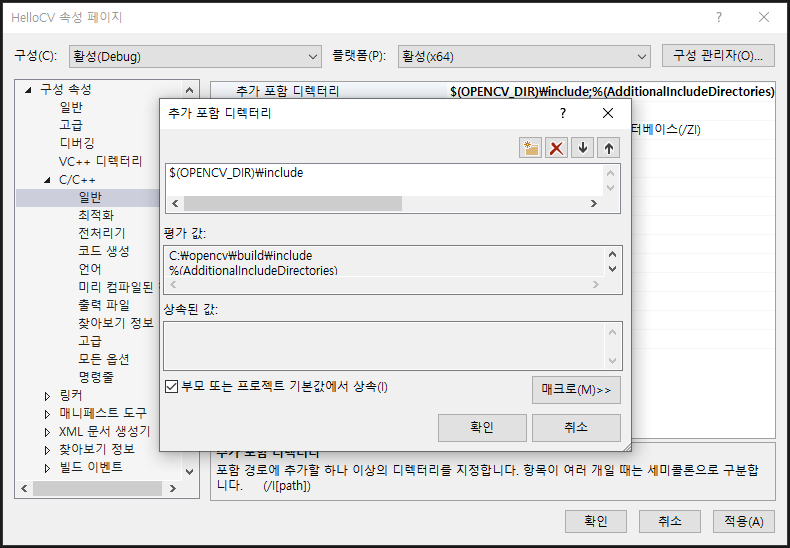 HelloCV 속성 페이지
?
구성(C): 활성(Debug) 플랫폼(P): 활성(x64) 구성 관리자(O)...
구성 속성
일반
고급
디버깅
VC++ 디렉터리
C/C++
일반
최적화
전처리기
코드 생성
언어
미리 컴파일된
출력 파일
찾아보기 정보
고급
모든 옵션
명령줄
링커
매니페스트 도구
XML 문서 생성기
찾아보기 정보
빌드 이벤트
추가 포함 디렉터리 $(OPENCV_DIR)₩include;%(AdditionalIncludeDirectories)
터베이스(/ZI)
추가 포함 디렉터리
?
$(OPENCV_DIR)₩include
평가 값:
C:₩opencv₩build₩include
%(AdditionalIncludeDirectories)
상속된 값:
부모 또는 프로젝트 기본값에서 상속(I)
매크로(M)>>
확인 취소
추가 포함 디렉터리
포함 경로에 추가할 하나 이상의 디렉터리를 지정합니다. 항목이 여러 개일 때는 세미콜론으로 구분합
니다. (/I[path])
확인 취소 적용(A)